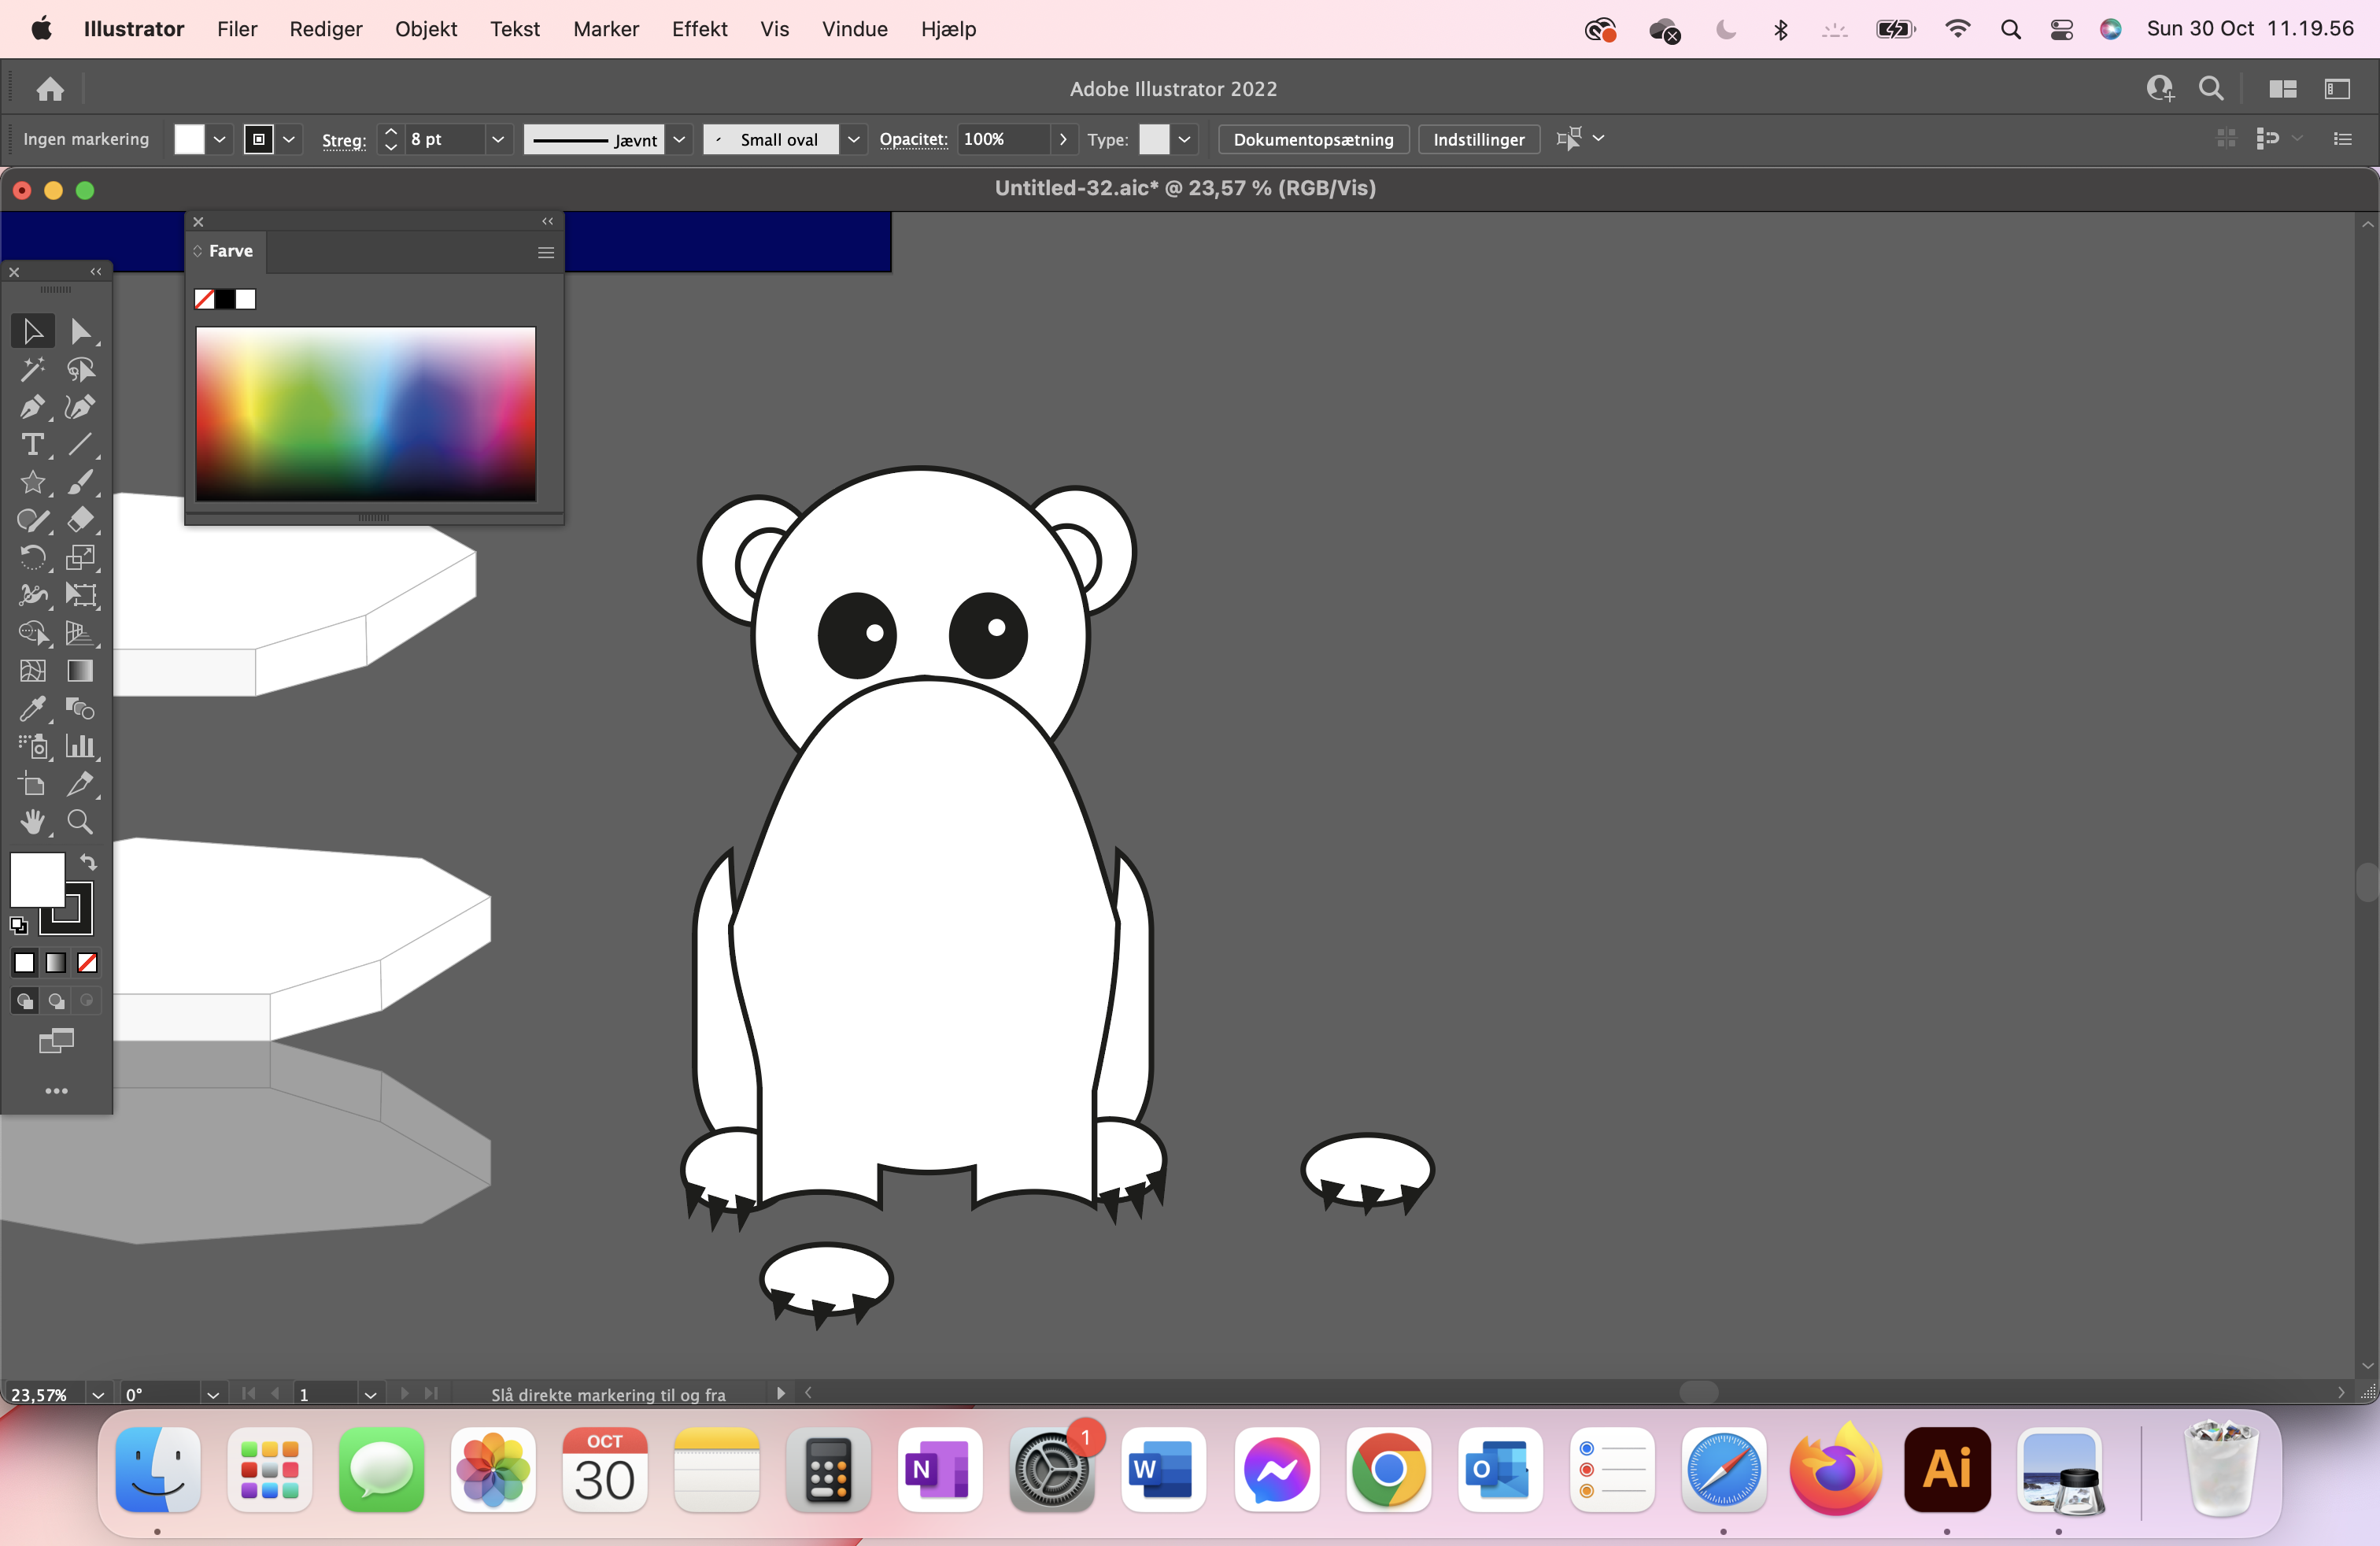 Illustrator Filer Rediger Objekt Tekst Marker Effekt Vis Vindue Hjælp Sun 30 Oct 11.19.56
Adobe Illustrator 2022
Ingen markering Streg: 8 pt Jævnt Small oval Opacitet: 100% Type: Dokumentopsætning Indstillinger
Untitled-32.aic* @ 23,57 % (RGB/Vis)
Farve
T
23,57% 0° 1 Slå direkte markering til og fra
OCT
30
N
1
W
O
Ai